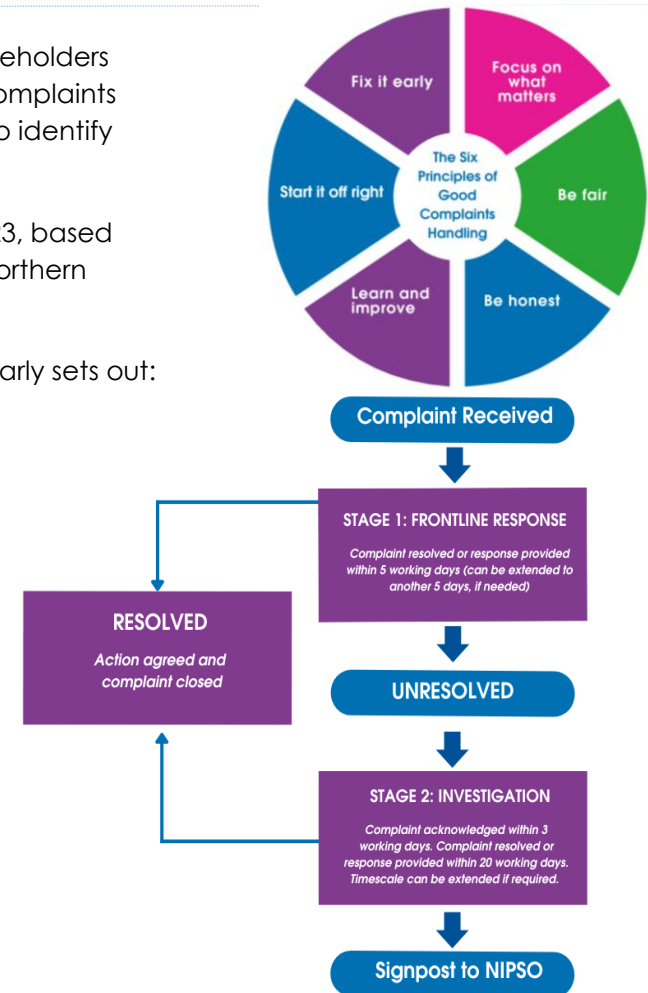 eholders
omplaints
o identify
23, based
orthern
arly sets out:
Fix it early
Focus on
what
matters
Start it off right
The Six
Principles of
Good
Complaints
Handling
Be fair
Learn and
improve
Be honest
Complaint Received
STAGE 1: FRONTLINE RESPONSE
Complaint resolved or response provided
within 5 working days (can be extended to
another 5 days, if needed)
RESOLVED
Action agreed and
complaint closed
UNRESOLVED
STAGE 2: INVESTIGATION
Complaint acknowledged within 3
working days. Complaint resolved or
response provided within 20 working days.
Timescale can be extended if required.
Signpost to NIPSO